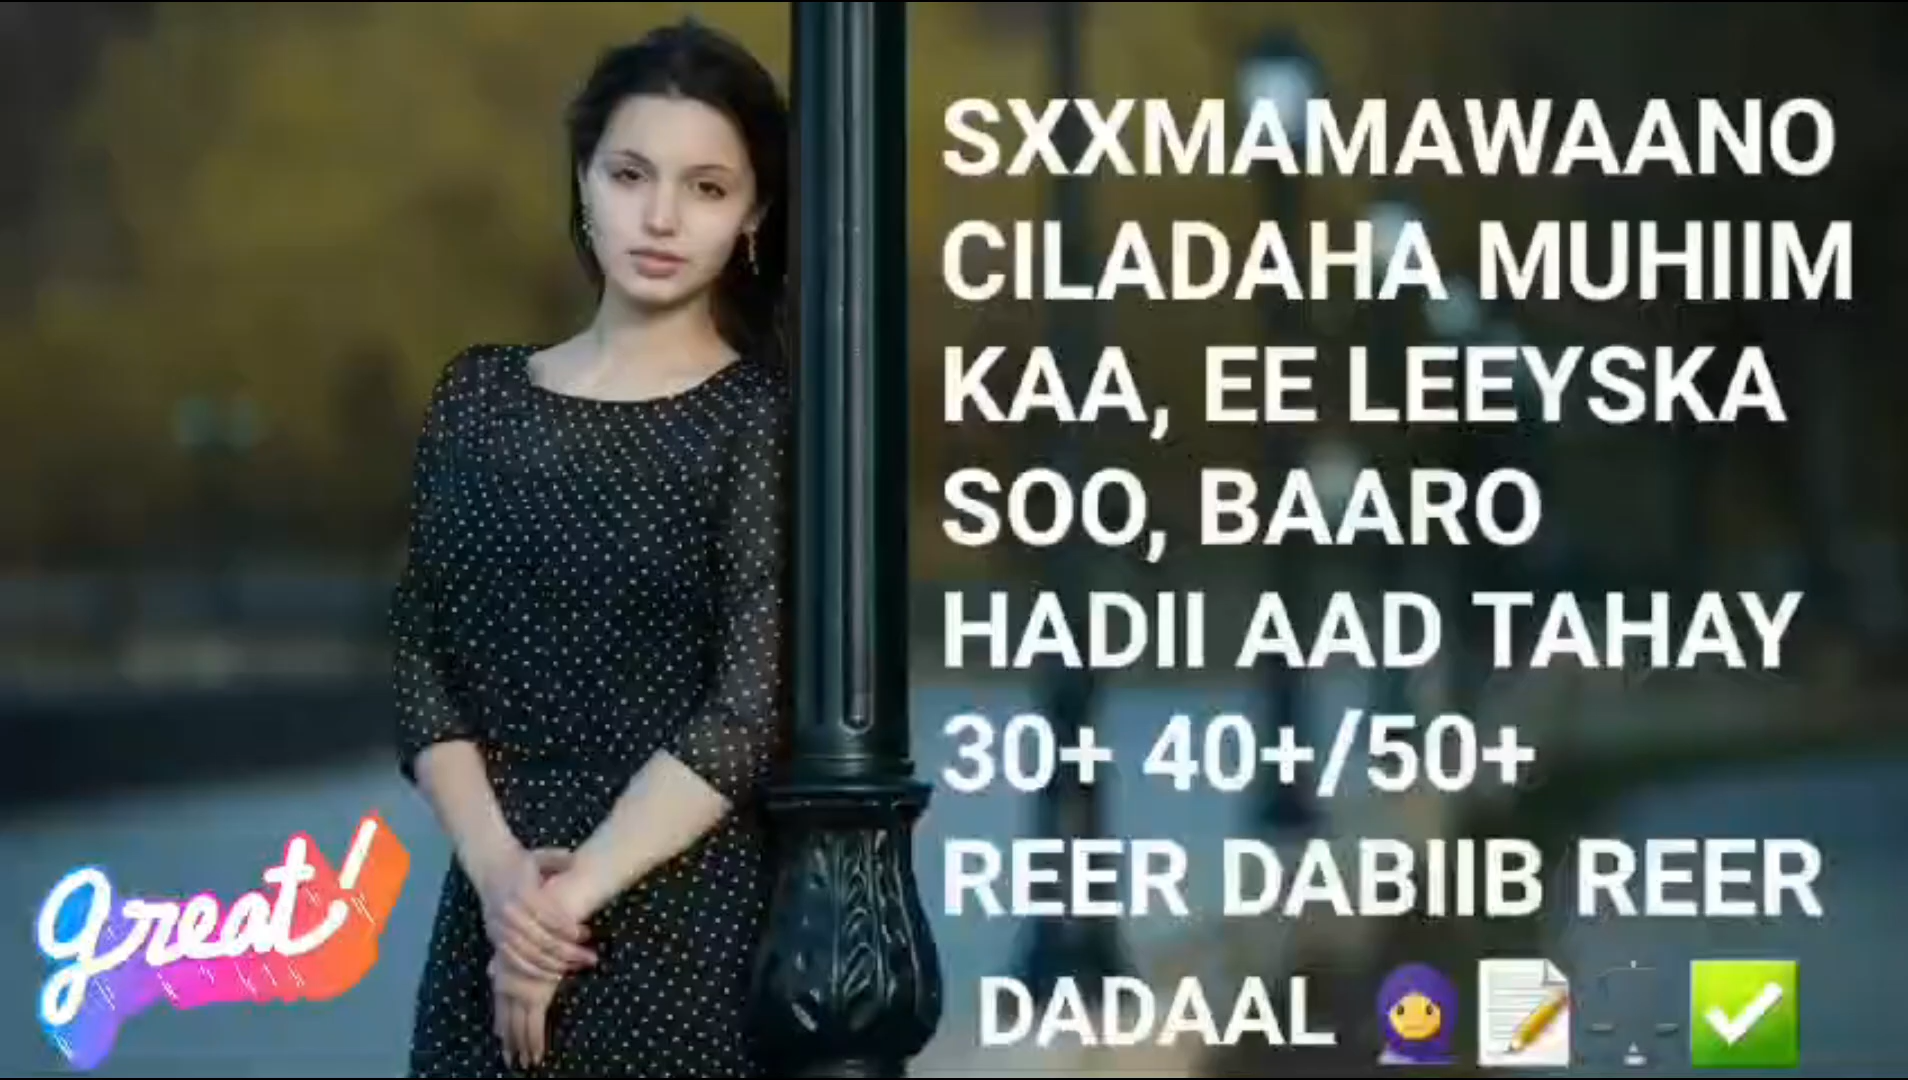 SXXMAMAWAANO
CILADAHA MUHIIM
KAA, EE LEEYSKA
SOO, BAARO
HADII AAD TAHAY
30+ 40+/50+
REER DABIIB REER
DADAAL
great!